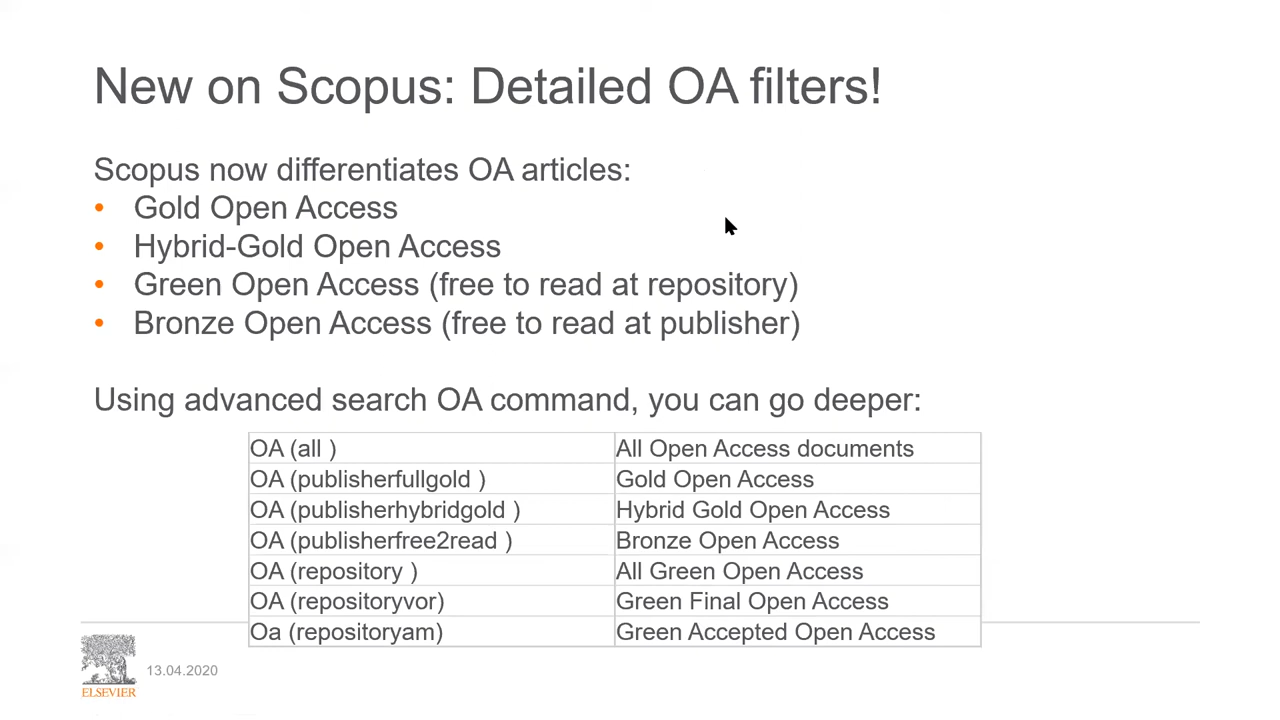 New on Scopus: Detailed OA filters!
Scopus now differentiates OA articles:
• Gold Open Access
• Hybrid-Gold Open Access
• Green Open Access (free to read at repository)
• Bronze Open Access (free to read at publisher)
Using advanced search OA command, you can go deeper:
OA (all ) All Open Access documents
OA (publisherfullgold ) Gold Open Access
OA (publisherhybridgold ) Hybrid Gold Open Access
OA (publisherfree2read ) Bronze Open Access
OA (repository ) All Green Open Access
OA (repositoryvor) Green Final Open Access
Oa (repositoryam) Green Accepted Open Access
ELSEVIER
13.04.2020